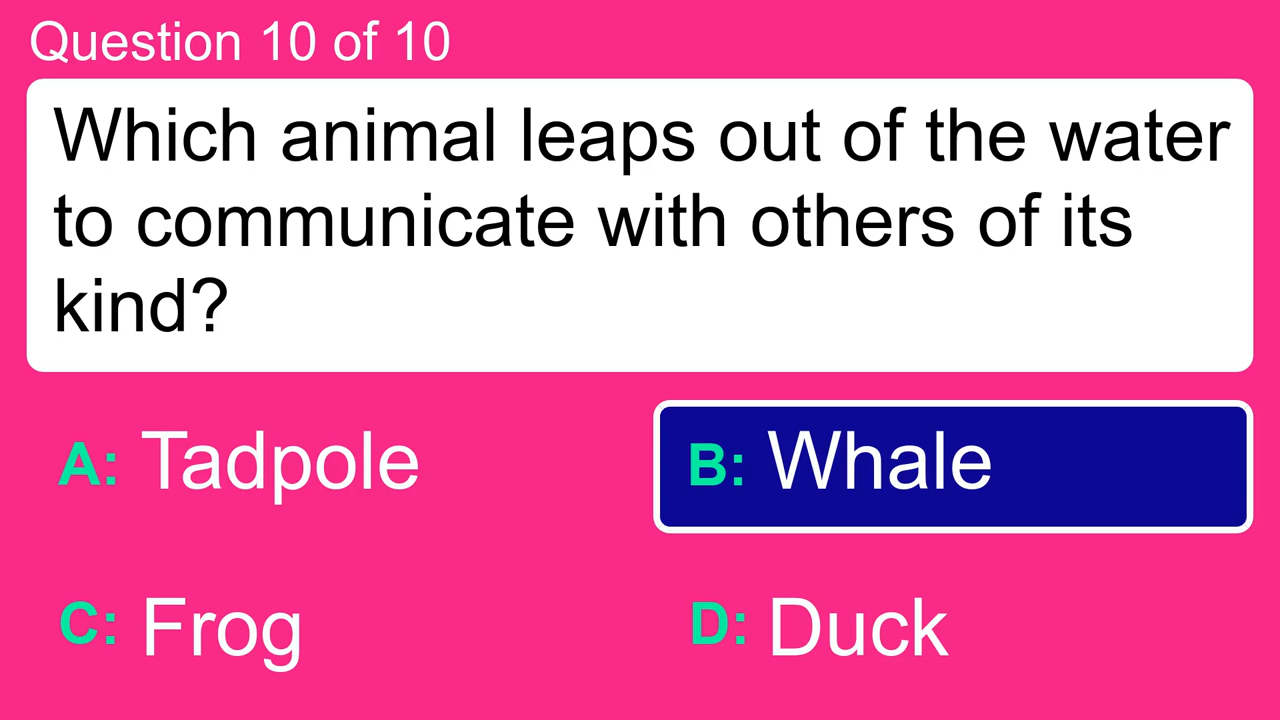 Question 10 of 10
Which animal leaps out of the water
to communicate with others of its
kind?
A: Tadpole
B: Whale
C: Frog
D: Duck